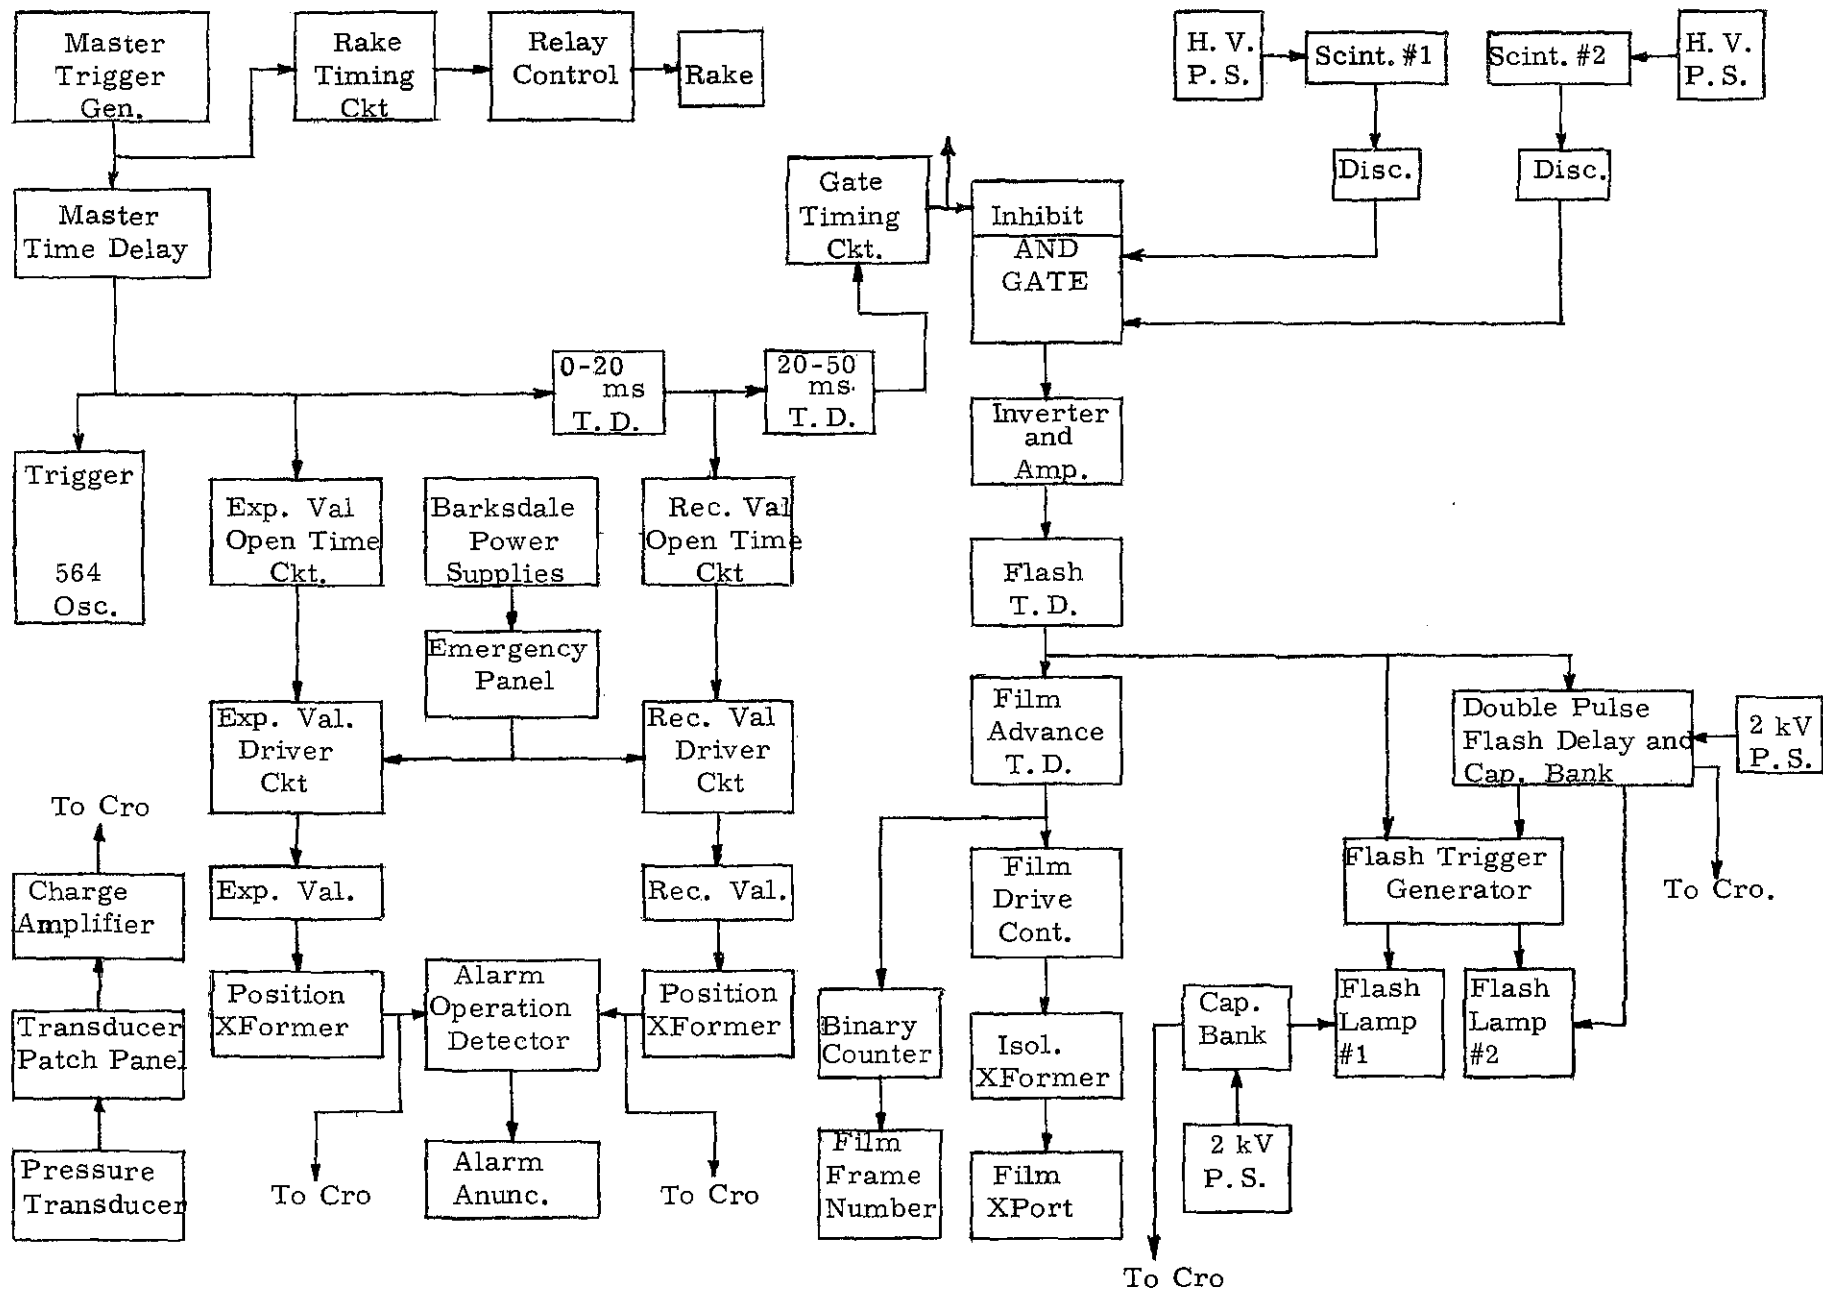 Master
Trigger
Gen.
Rake
Timing
Ckt
Relay
Control
Rake
H. V.
P. S.
Scint. #1
Scint. #2
H. V.
P. S.
Disc.
Disc.
Master
Time Delay
Gate
Timing
Ckt.
Inhibit
AND
GATE
0-20
ms
T. D.
20-50
ms.
T. D.
Inverter
and
Amp.
Trigger
564
Osc.
Exp. Val
Open Time
Ckt.
Barksdale
Power
Supplies
Rec. Val
Open Time
Ckt
Flash
T. D.
Emergency
Panel
Exp. Val.
Driver
Ckt
Rec. Val
Driver
Ckt
Film
Advance
T. D.
Double Pulse
Flash Delay and
Cap. Bank
2 kV
P. S.
To Cro
Charge
Amplifier
Exp. Val.
Rec. Val.
Film
Drive
Cont.
Flash Trigger
Generator
To Cro.
Transducer
Patch Panel
Position
XFormer
Alarm
Operation
Detector
Position
XFormer
Binary
Counter
Isol.
XFormer
Cap.
Bank
Flash
Lamp
#1
Flash
Lamp
#2
Pressure
Transducer
To Cro
Alarm
Anunc.
To Cro
Film
Frame
Number
Film
XPort
2 kV
P. S.
To Cro